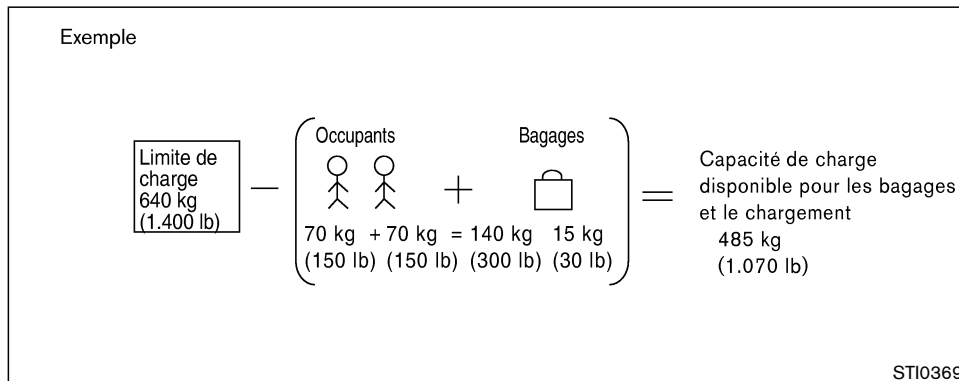 Exemple
Occupants Bagages
Limite de
charge
640 kg
(1.400 lb)
— +
70 kg + 70 kg = 140 kg 15 kg
(150 lb) (150 lb) (300 lb) (30 lb)
=
Capacité de charge
disponible pour les bagages
et le chargement
485 kg
(1.070 lb)
STI0369